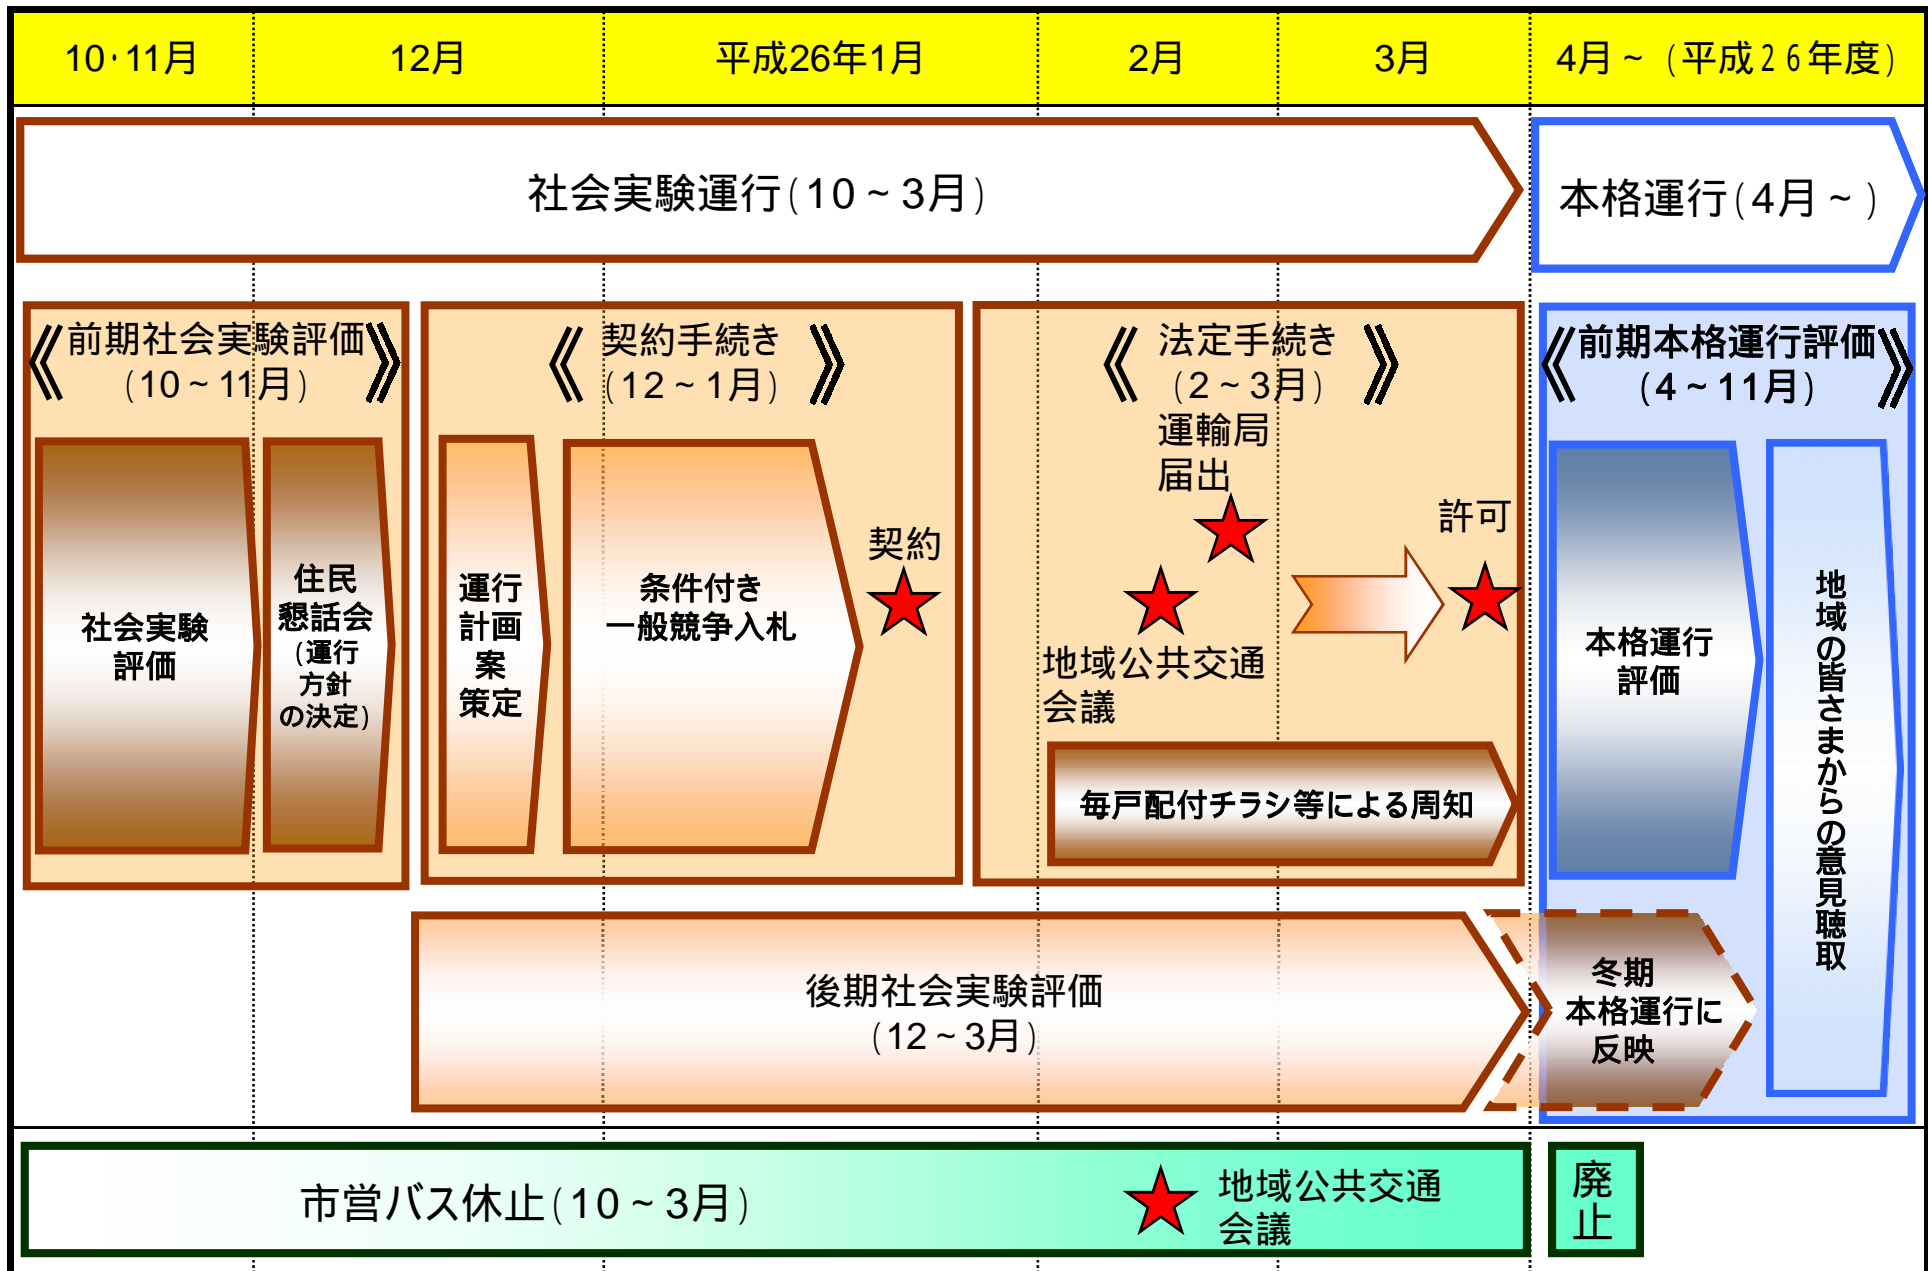 10・11月
12月
平成26年1月
2月
3月
4月～（平成２６年度）
社会実験運行（10～3月）
本格運行（4月～）
《前期社会実験評価》
（10～11月）
《契約手続き》
（12～1月）
《法定手続き》
（2～3月）
《前期本格運行評価》
（4～11月）
社会実験
評価
住民
懇話会
（運行
方針
の決定）
運行
計画
案
策定
条件付き
一般競争入札
契約
運輸局
届出
地域公共交通
会議
許可
毎戸配付チラシ等による周知
本格運行
評価
地域の皆さまからの意見聴取
後期社会実験評価
（12～3月）
冬期
本格運行に
反映
市営バス休止（10～3月）
地域公共交通
会議
廃
止